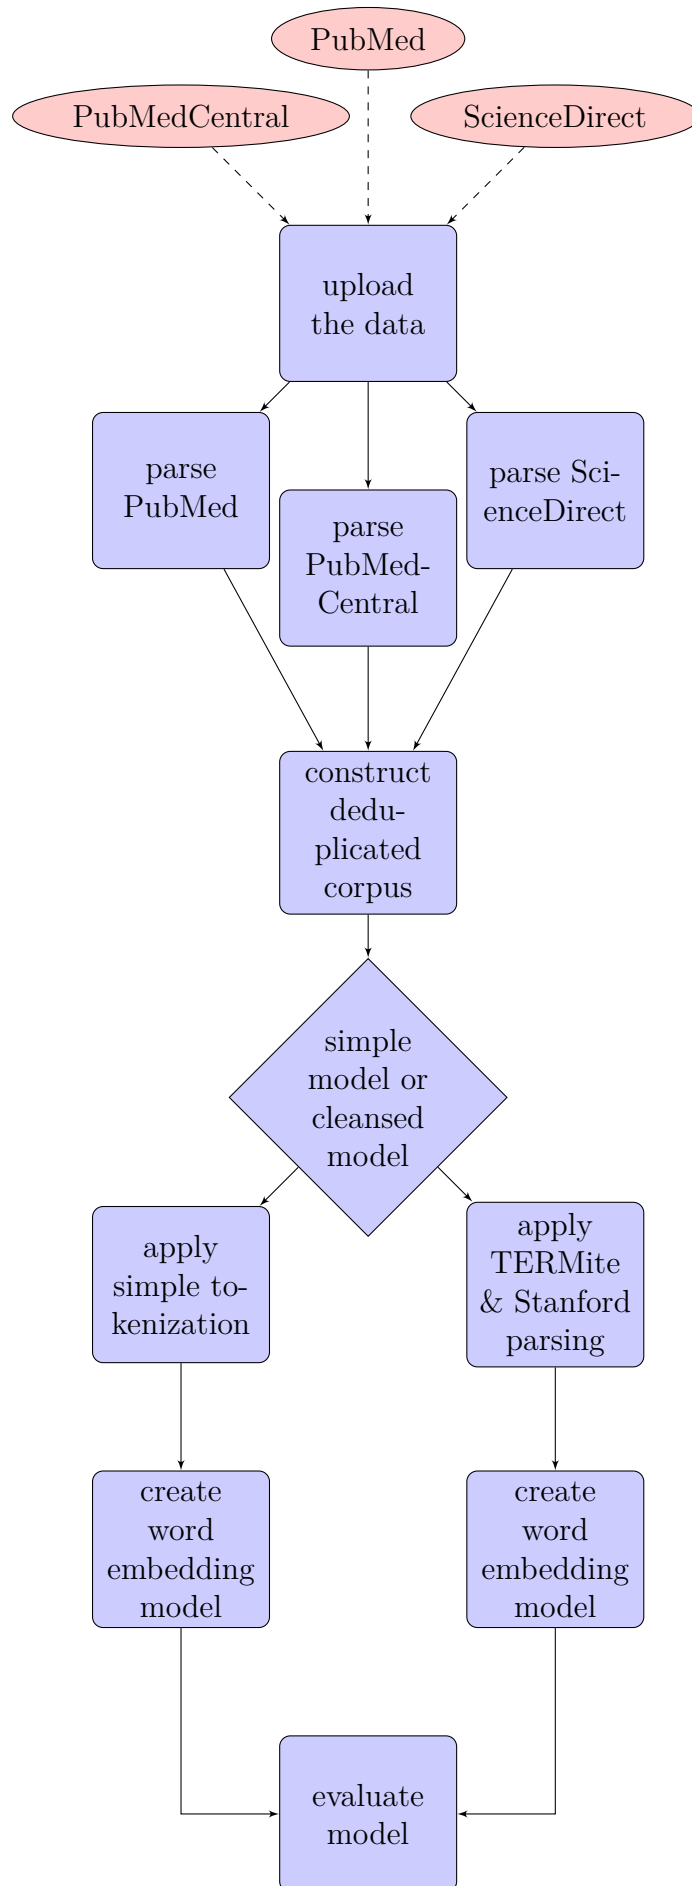 PubMed
PubMedCentral
ScienceDirect
upload
the data
parse
PubMed
parse
PubMed-
Central
parse Sci-
enceDirect
construct
dedu-
plicated
corpus
simple
model or
cleansed
model
apply
simple to-
kenization
apply
TERMite
& Stanford
parsing
create
word
embedding
model
create
word
embedding
model
evaluate
model